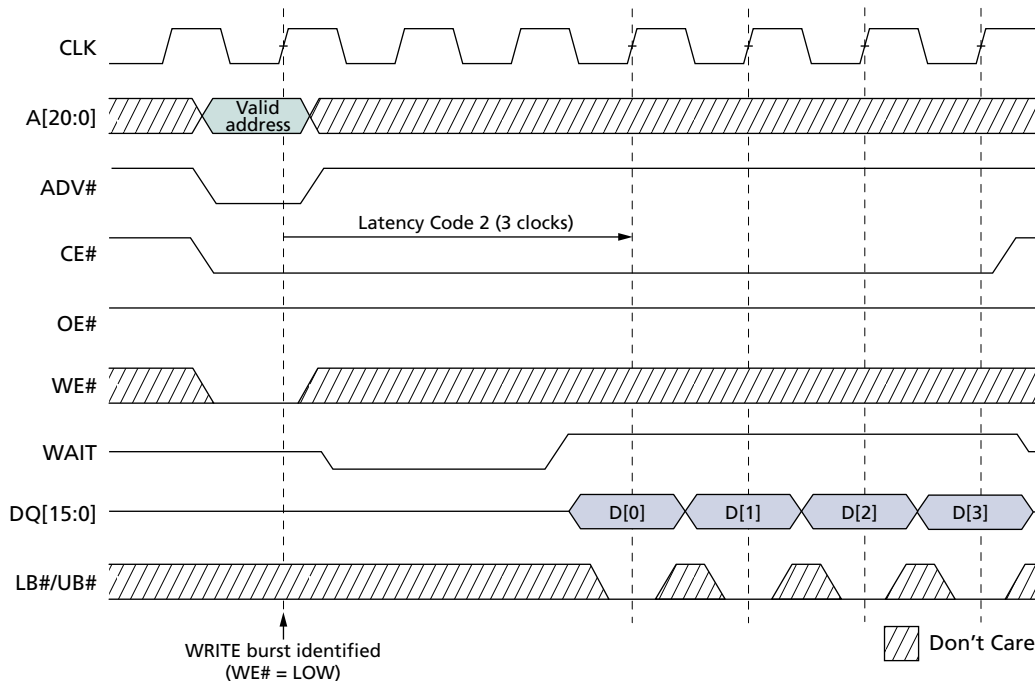 CLK
A[20:0]
Valid
address
ADV#
Latency Code 2 (3 clocks)
CE#
OE#
WE#
WAIT
DQ[15:0]
D[0]
D[1]
D[2]
D[3]
LB#/UB#
WRITE burst identified
(WE# = LOW)
Don't Care